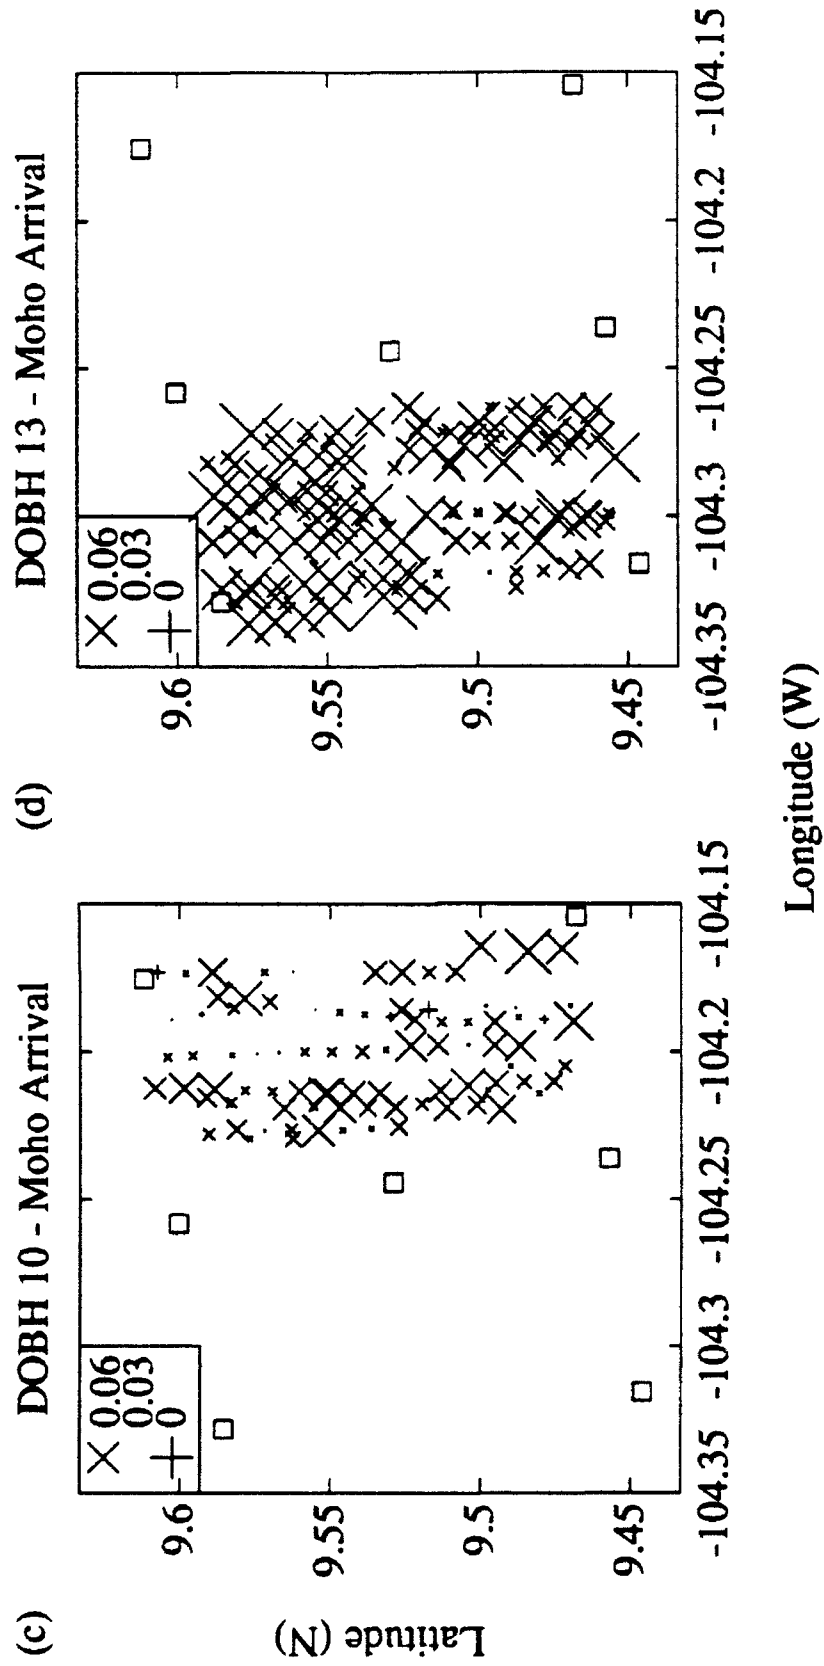 (c)
DOBH 10 - Moho Arrival
0.06
0.03
0
9.6
9.55
9.5
9.45
-104.35 -104.3 -104.25 -104.2 -104.15
Latitude (N)
(d)
DOBH 13 - Moho Arrival
0.06
0.03
0
9.6
9.55
9.5
9.45
-104.35 -104.3 -104.25 -104.2 -104.15
Longitude (W)